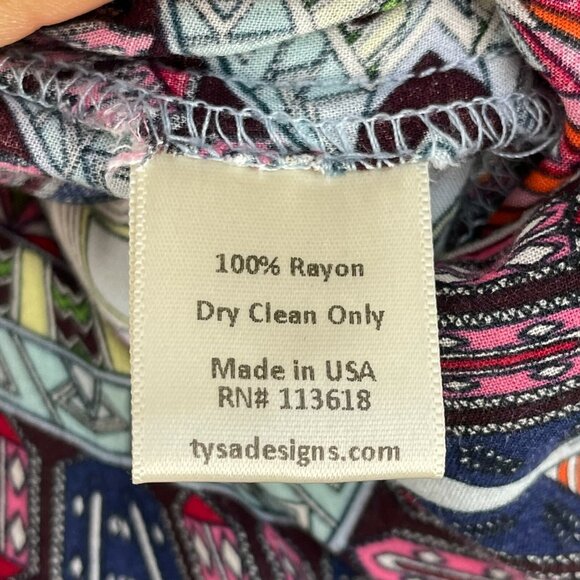 100% Rayon
Dry Clean Only
Made in USA
RN# 113618
tysadesigns.com